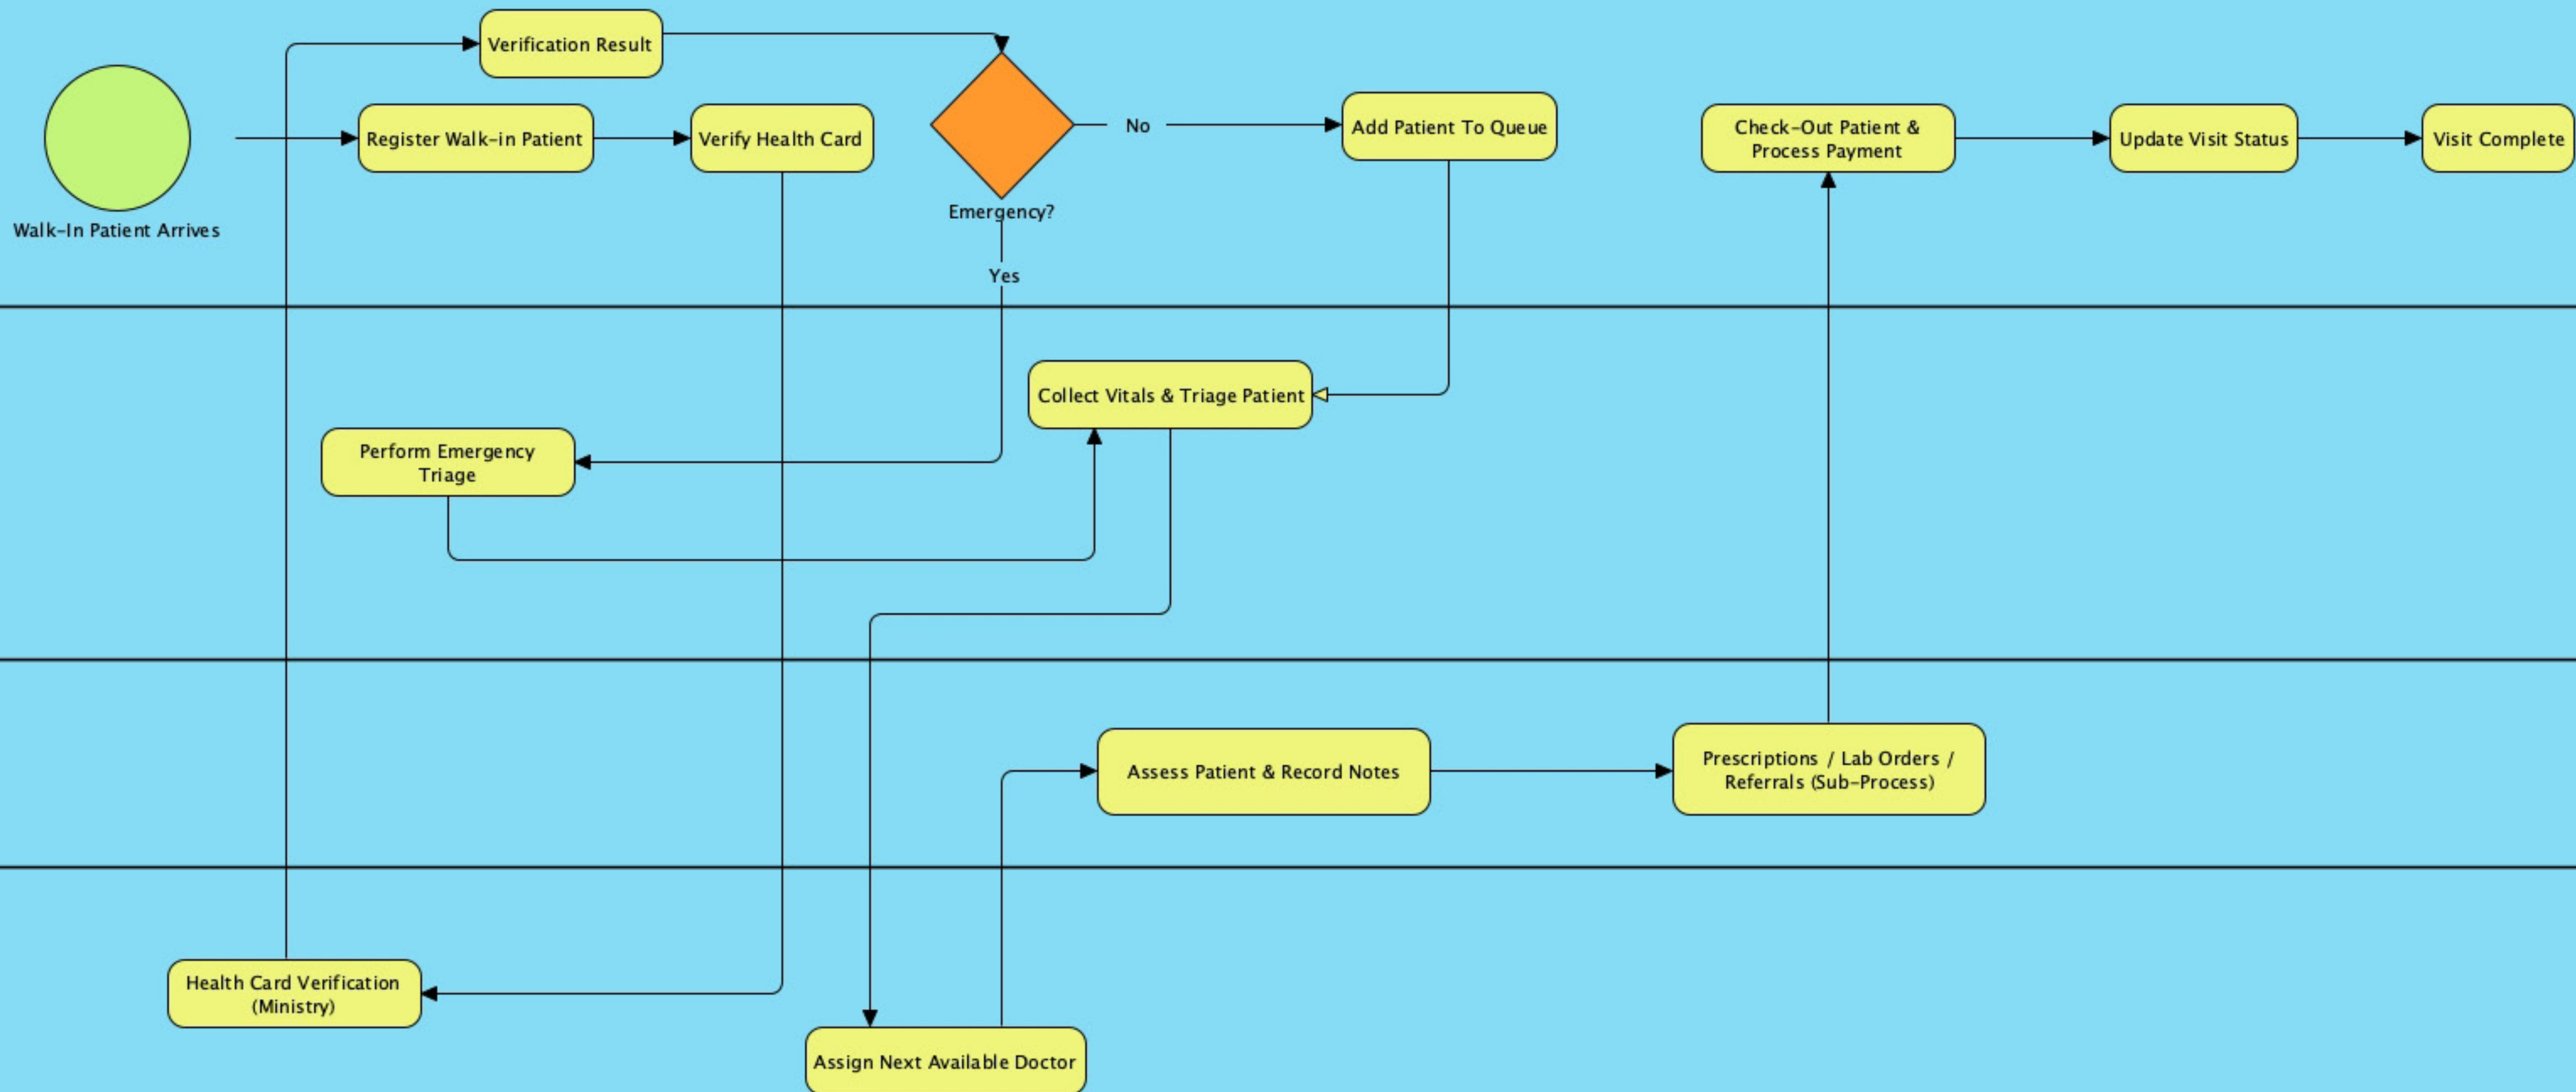 Verification Result
Walk-In Patient Arrives
Register Walk-in Patient
Verify Health Card
Emergency?
No
Yes
Add Patient To Queue
Check-Out Patient &
Process Payment
Update Visit Status
Visit Complete
Collect Vitals & Triage Patient
Perform Emergency
Triage
Assess Patient & Record Notes
Prescriptions / Lab Orders /
Referrals (Sub-Process)
Health Card Verification
(Ministry)
Assign Next Available Doctor